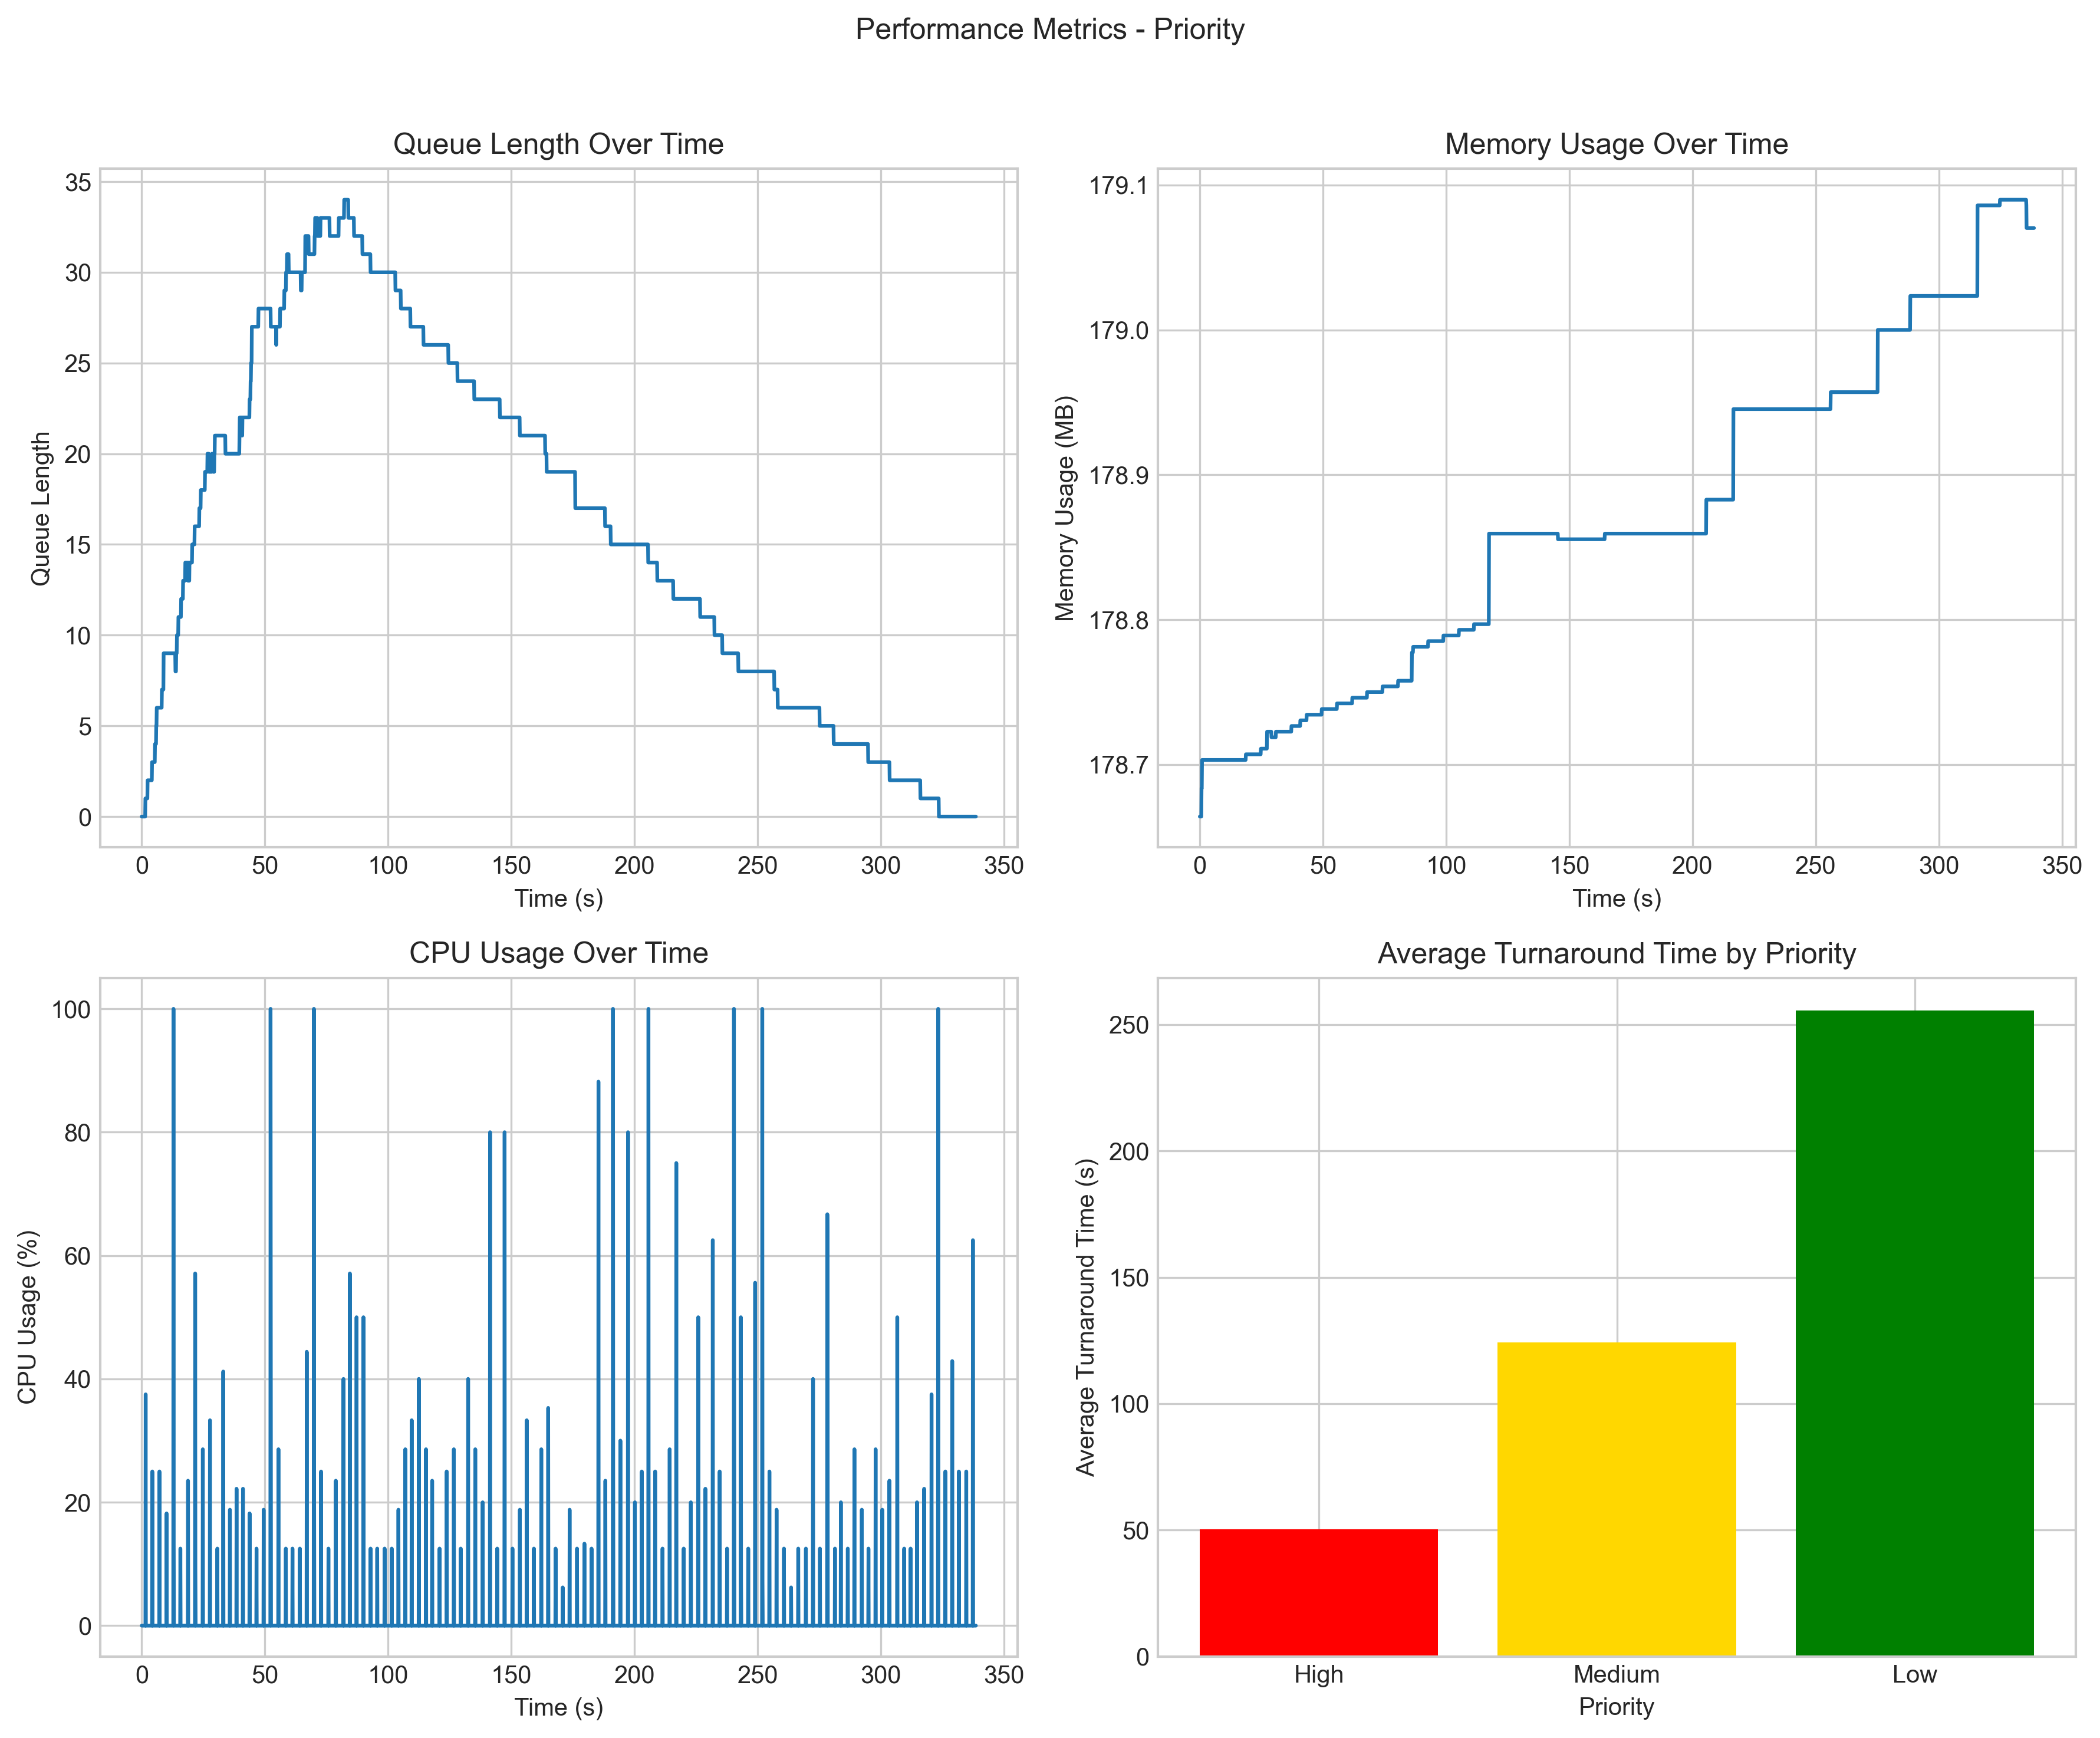 Performance Metrics - Priority
Queue Length Over Time
35
30
25
20
15
10
5
0
Queue Length
0 50 100 150 200 250 300 350
Time (s)
Memory Usage Over Time
179.1
179.0
178.9
178.8
178.7
Memory Usage (MB)
0 50 100 150 200 250 300 350
Time (s)
CPU Usage Over Time
100
80
60
40
20
0
CPU Usage (%)
0 50 100 150 200 250 300 350
Time (s)
Average Turnaround Time by Priority
250
200
150
100
50
0
Average Turnaround Time (s)
High Medium Low
Priority